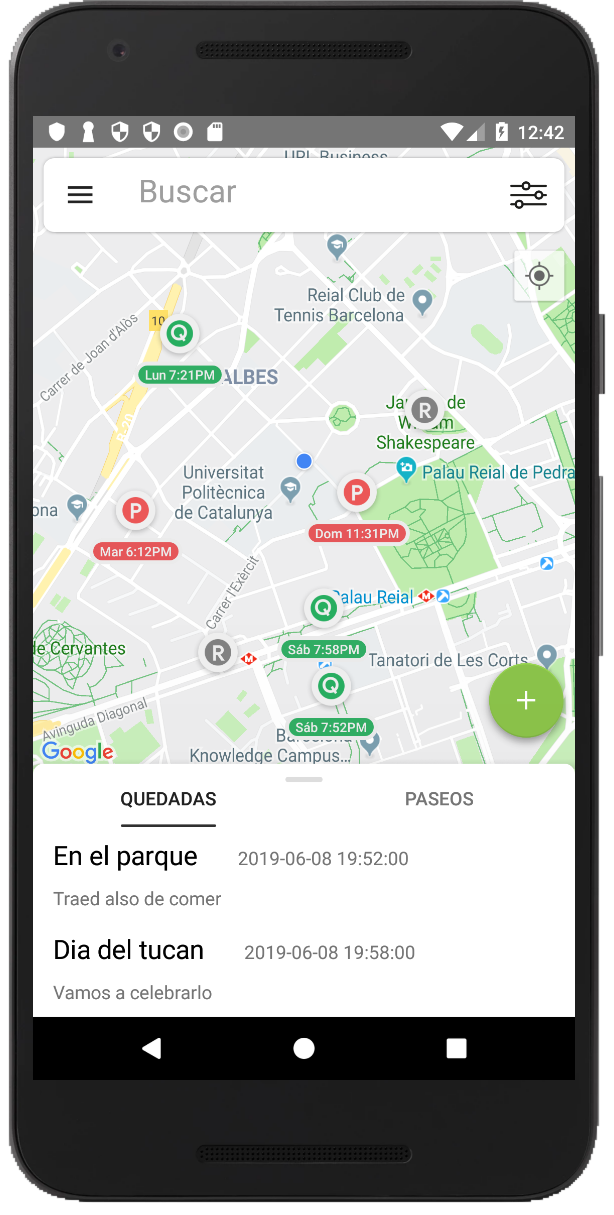 12:42
URL Business
Buscar
Reial Club de
Tennis Barcelona
10
Carrer de Joan d'Alòs
Q
Lun 7:21PM
ALBES
B-20
R
de
Shakespeare
Palau Reial de Pedra
Universitat
Politècnica
de Catalunya
ona
P
Mar 6:12PM
P
Dom 11:31PM
Carrer l'Exèrcit
Q
Palau Reial
M
Sáb 7:58PM
de Cervantes
R
M
Tanatori de Les Corts
Q
Sáb 7:52PM
Avinguda Diagonal
Barcelona
Knowledge Campus...
Google
+
QUEDADAS
PASEOS
En el parque 2019-06-08 19:52:00
Traed also de comer
Dia del tucan 2019-06-08 19:58:00
Vamos a celebrarlo